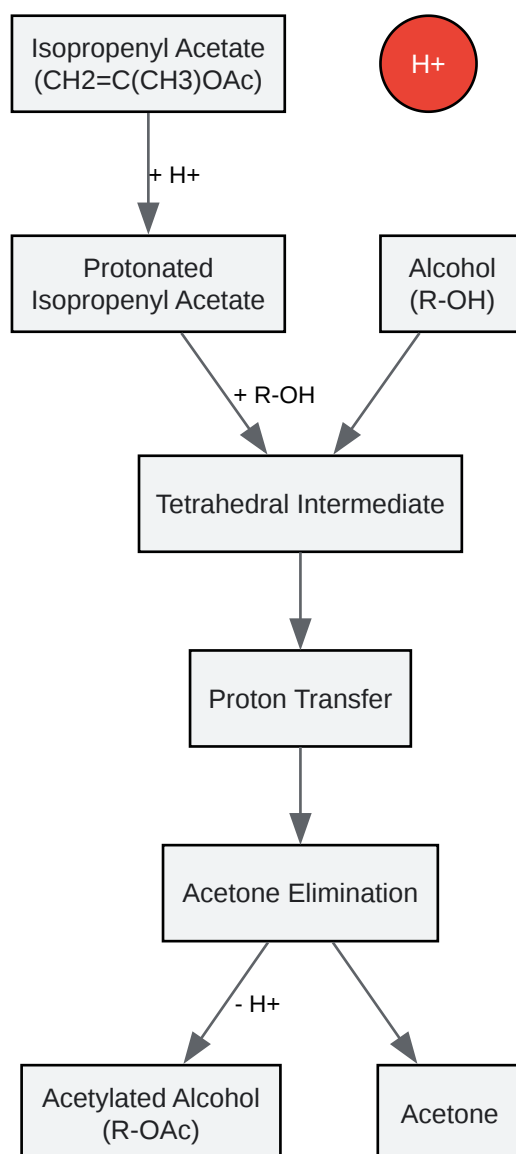 Isopropenyl Acetate
(CH2=C(CH3)OAc)
H+
+ H+
Protonated
Isopropenyl Acetate
Alcohol
(R-OH)
+ R-OH
Tetrahedral Intermediate
Proton Transfer
Acetone Elimination
- H+
Acetylated Alcohol
(R-OAc)
Acetone